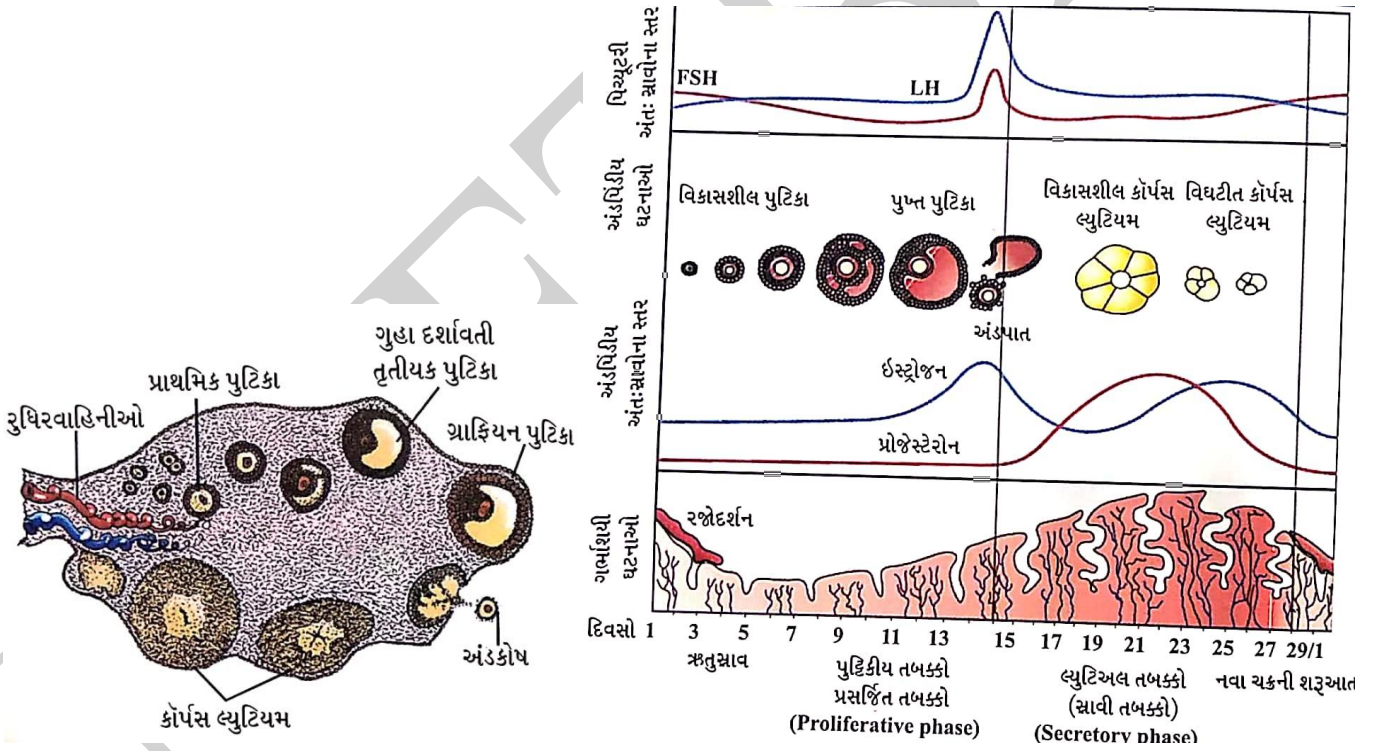 ગુહા દર્શાવતી
તૃતીયક પુટિકા
પ્રાથમિક પુટિકા
રુધિરવાહિનીઓ
ગ્રાફિયન પુટિકા
અંડકોષ
કૉર્પસ લ્યુટિયમ
પિચ્યૂટરી
અંતઃ સ્રાવોના સ્તર
FSH
LH
અંડપિંડીય
ઘટનાઓ
વિકાસશીલ પુટિકા
પુખ્ત પુટિકા
વિકાસશીલ કૉર્પસ
લ્યુટિયમ
વિઘટીત કૉર્પસ
લ્યુટિયમ
અંડપાત
અંડપિંડીય
અંતઃસ્રાવોના સ્તર
ઇસ્ટ્રોજન
પ્રોજેસ્ટેરોન
ગર્ભાશયી
ઘટનાઓ
રજોદર્શન
દિવસો 1 3 5 7 9 11 13 15 17 19 21 23 25 27 29/1
ઋતુસ્રાવ
પુટ્ટિકીય તબક્કો
પ્રસર્જિત તબક્કો
(Proliferative phase)
લ્યુટિઅલ તબક્કો
(સ્રાવી તબક્કો)
(Secretory phase)
નવા ચક્રની શરૂઆત